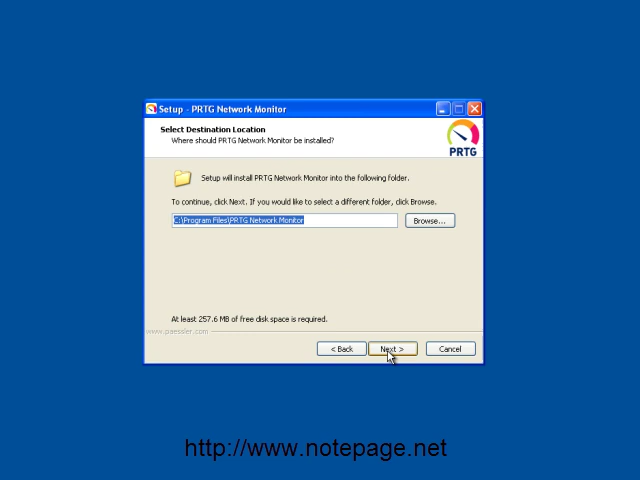 Setup - PRTG Network Monitor
Select Destination Location
Where should PRTG Network Monitor be installed?
PRTG
Setup will install PRTG Network Monitor into the following folder.
To continue, click Next. If you would like to select a different folder, click Browse.
C:\Program Files\PRTG Network Monitor
Browse...
At least 257.6 MB of free disk space is required.
www.paessler.com
< Back
Next >
Cancel
http://www.notepage.net